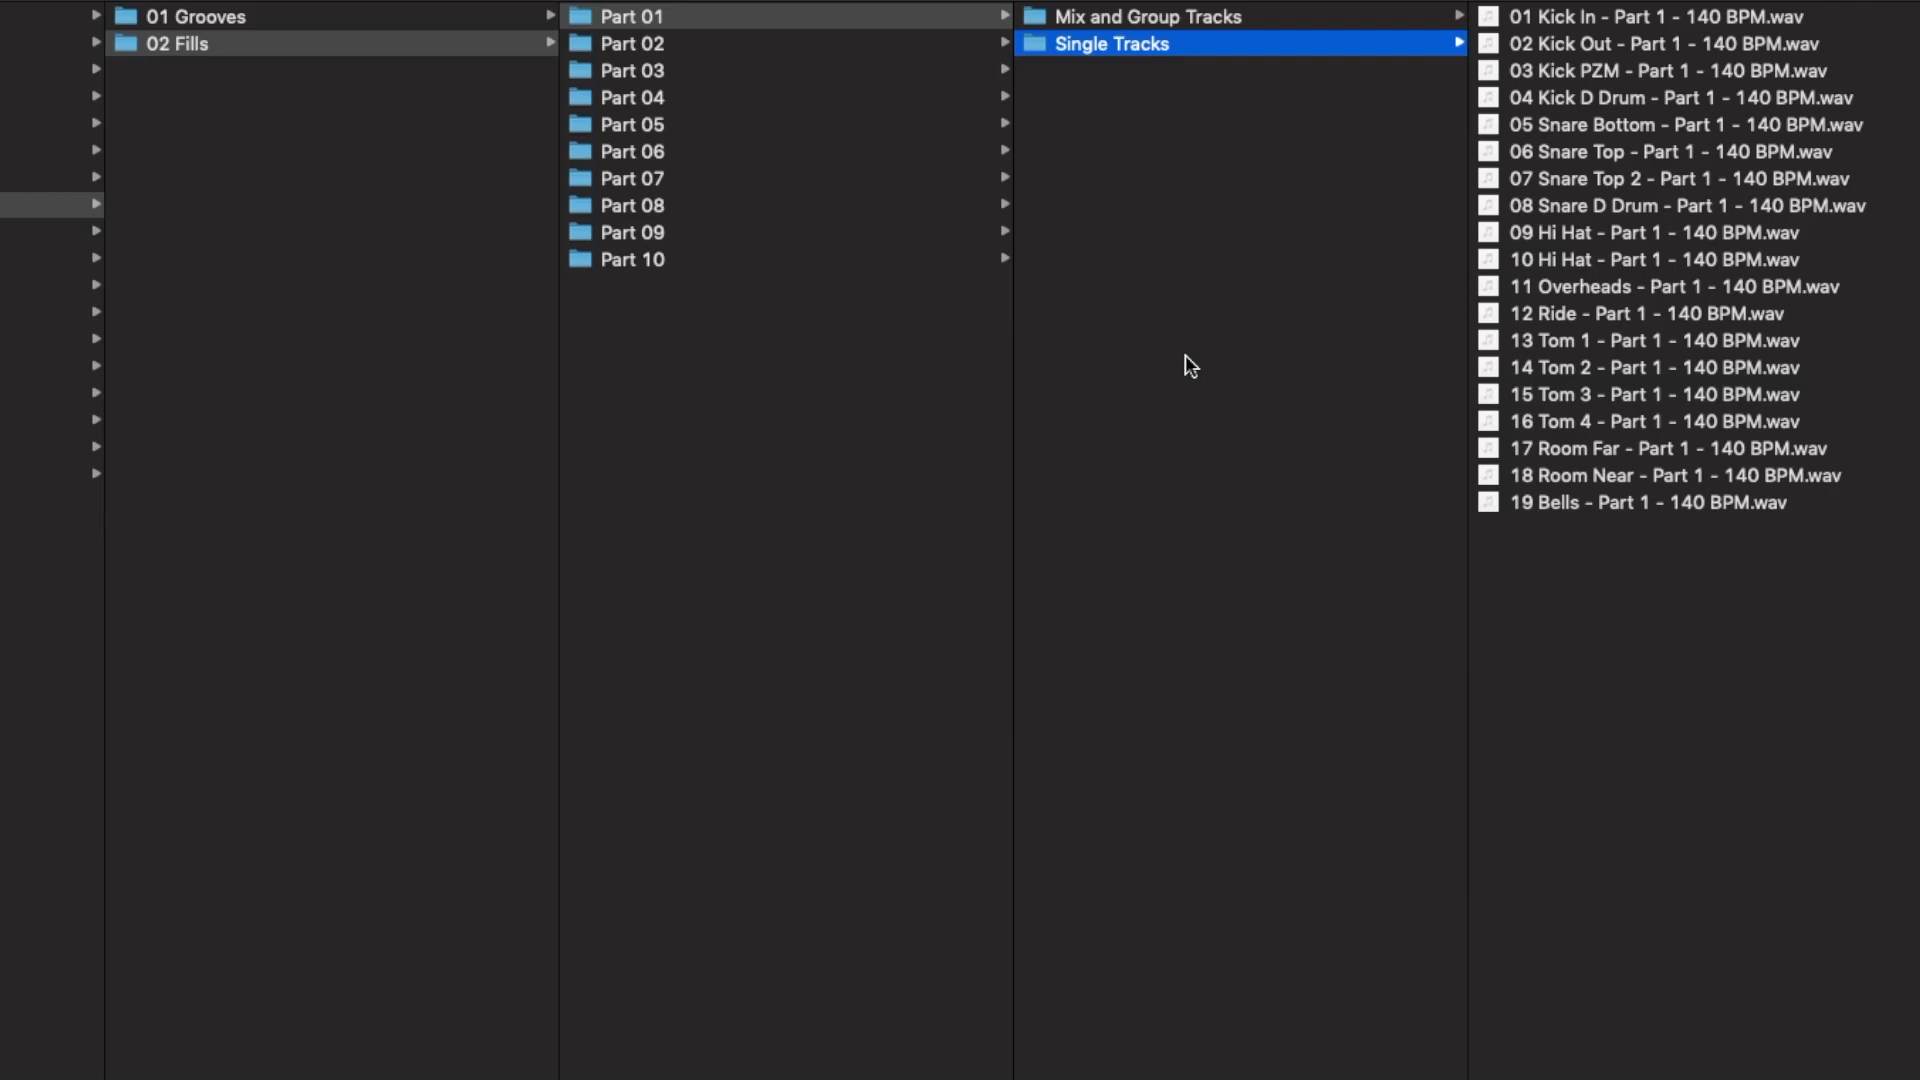 01 Grooves
02 Fills
Part 01
Part 02
Part 03
Part 04
Part 05
Part 06
Part 07
Part 08
Part 09
Part 10
Mix and Group Tracks
Single Tracks
01 Kick In - Part 1 - 140 BPM.wav
02 Kick Out - Part 1 - 140 BPM.wav
03 Kick PZM - Part 1 - 140 BPM.wav
04 Kick D Drum - Part 1 - 140 BPM.wav
05 Snare Bottom - Part 1 - 140 BPM.wav
06 Snare Top - Part 1 - 140 BPM.wav
07 Snare Top 2 - Part 1 - 140 BPM.wav
08 Snare D Drum - Part 1 - 140 BPM.wav
09 Hi Hat - Part 1 - 140 BPM.wav
10 Hi Hat - Part 1 - 140 BPM.wav
11 Overheads - Part 1 - 140 BPM.wav
12 Ride - Part 1 - 140 BPM.wav
13 Tom 1 - Part 1 - 140 BPM.wav
14 Tom 2 - Part 1 - 140 BPM.wav
15 Tom 3 - Part 1 - 140 BPM.wav
16 Tom 4 - Part 1 - 140 BPM.wav
17 Room Far - Part 1 - 140 BPM.wav
18 Room Near - Part 1 - 140 BPM.wav
19 Bells - Part 1 - 140 BPM.wav